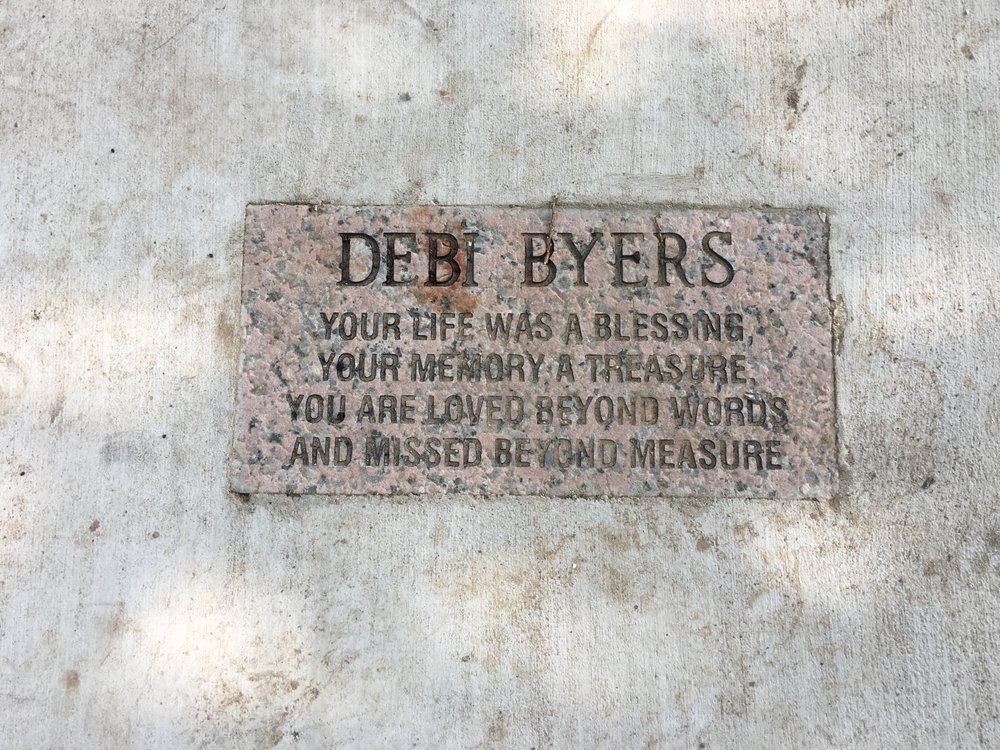 DEBI BYERS
YOUR LIFE WAS A BLESSING,
YOUR MEMORY A TREASURE,
YOU ARE LOVED BEYOND WORDS
AND MISSED BEYOND MEASURE